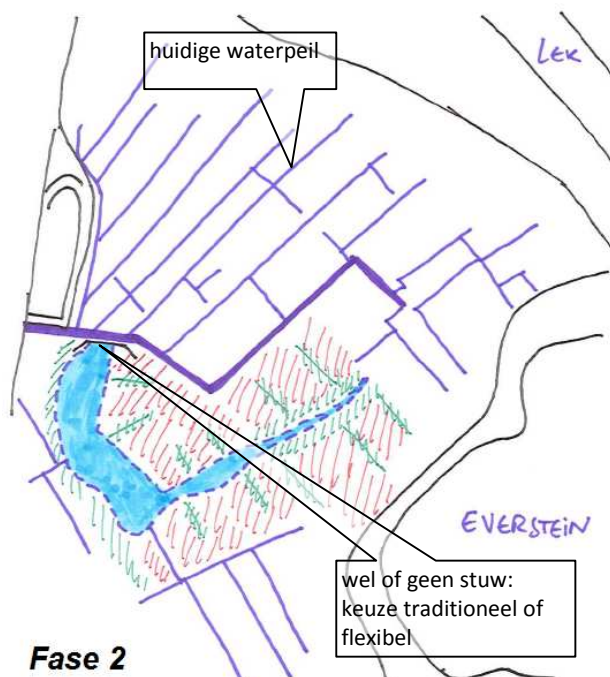 huidige waterpeil
LEK
EVERSTEIN
wel of geen stuw:
keuze traditioneel of
flexibel
Fase 2